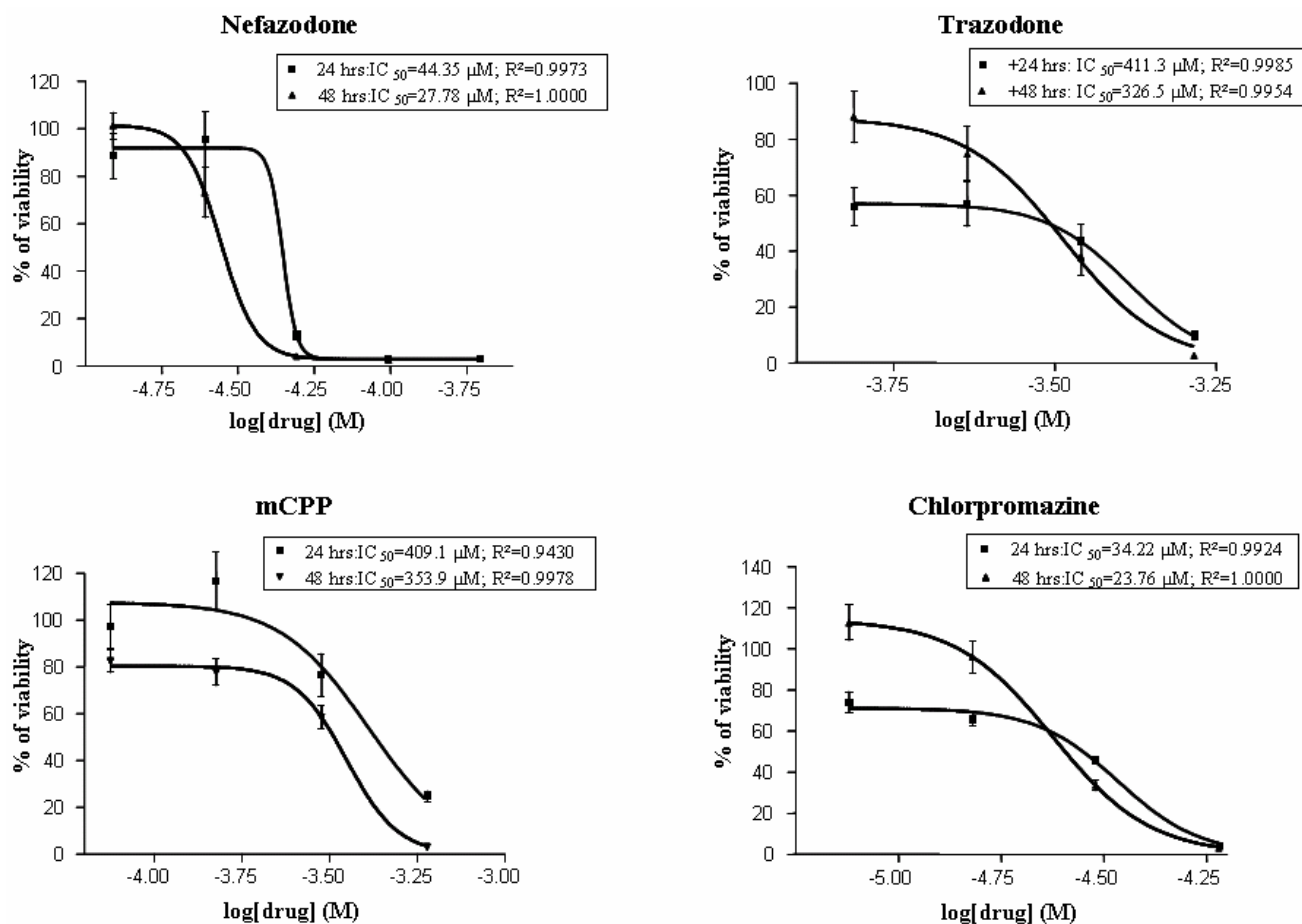 Nefazodone
24 hrs:IC 50=44.35 µM; R²=0.9973
48 hrs:IC 50=27.78 µM; R²=1.0000
% of viability
120
100
80
60
40
20
0
-4.75 -4.50 -4.25 -4.00 -3.75
log[drug] (M)
Trazodone
+24 hrs: IC 50=411.3 µM; R²=0.9985
+48 hrs: IC 50=326.5 µM; R²=0.9954
% of viability
100
80
60
40
20
0
-3.75 -3.50 -3.25
log[drug] (M)
mCPP
24 hrs:IC 50=409.1 µM; R²=0.9430
48 hrs:IC 50=353.9 µM; R²=0.9978
% of viability
120
100
80
60
40
20
0
-4.00 -3.75 -3.50 -3.25 -3.00
log[drug] (M)
Chlorpromazine
24 hrs:IC 50=34.22 µM; R²=0.9924
48 hrs:IC 50=23.76 µM; R²=1.0000
% of viability
140
120
100
80
60
40
20
0
-5.00 -4.75 -4.50 -4.25
log[drug] (M)